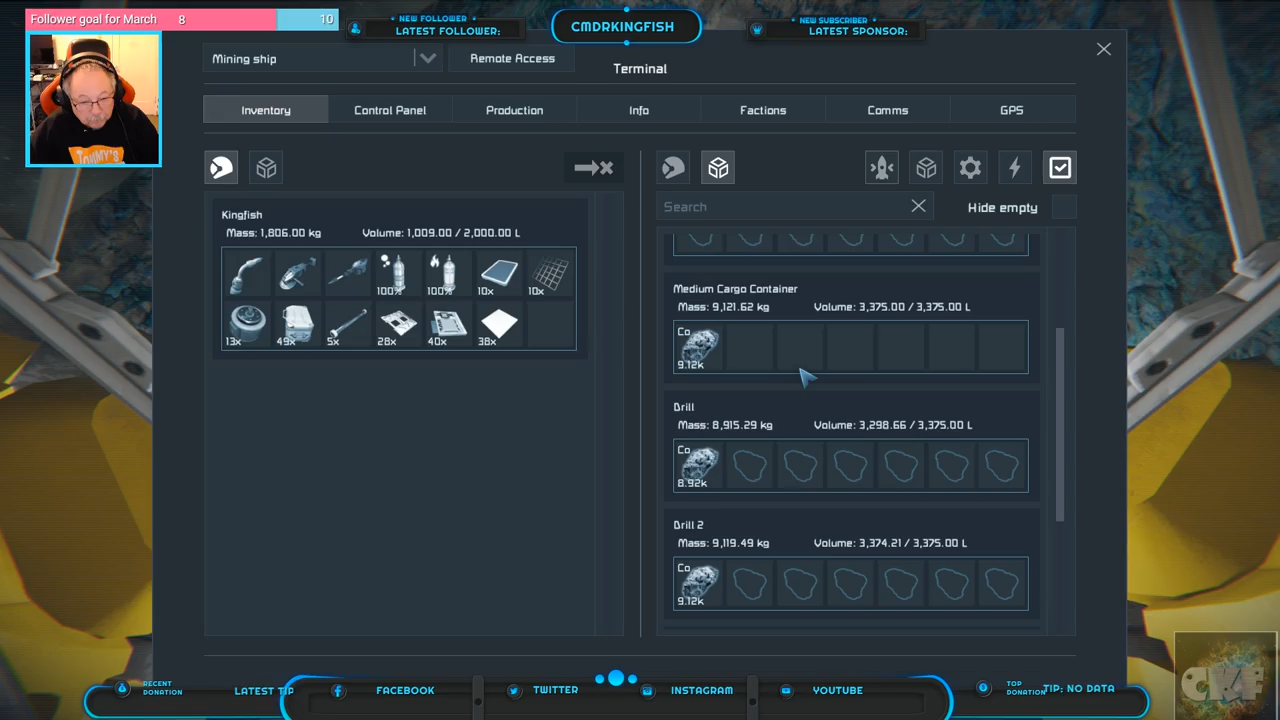 Follower goal for March 8 10
NEW FOLLOWER
LATEST FOLLOWER:
CMDRKINGFISH
NEW SUBSCRIBER
LATEST SPONSOR:
Mining ship
Remote Access
Terminal
Inventory
Control Panel
Production
Info
Factions
Comms
GPS
Search
Hide empty
Kingfish
Mass: 1,806.00 kg Volume: 1,009.00 / 2,000.00 L
100% 100% 10x 10x
13x 49x 5x 28x 40x 38x
Medium Cargo Container
Mass: 9,121.62 kg Volume: 3,375.00 / 3,375.00 L
Co
9.12k
Drill
Mass: 8,915.29 kg Volume: 3,298.66 / 3,375.00 L
Co
8.92k
Drill 2
Mass: 9,119.49 kg Volume: 3,374.21 / 3,375.00 L
Co
9.12k
TOMMY'S
RECENT
DONATION
LATEST TIP
FACEBOOK
TWITTER
INSTAGRAM
YOUTUBE
TOP
DONATION
TIP: NO DATA
CKF